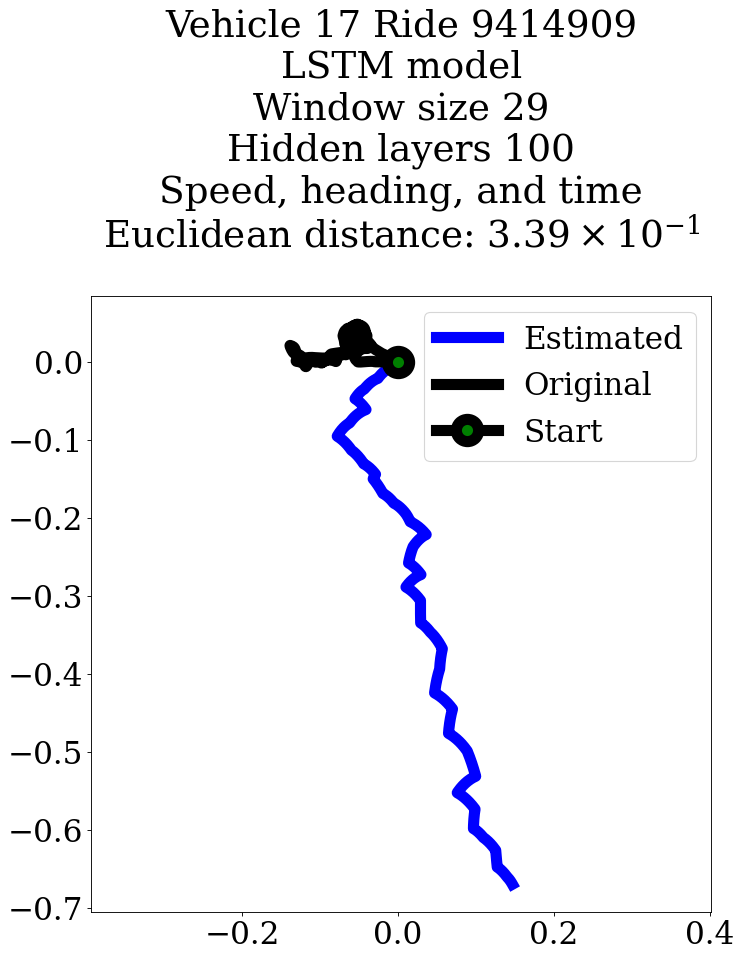 Vehicle 17 Ride 9414909
LSTM model
Window size 29
Hidden layers 100
Speed, heading, and time
Euclidean distance: 3.39 × 10⁻¹
Estimated
Original
Start
0.0
−0.1
−0.2
−0.3
−0.4
−0.5
−0.6
−0.7
−0.2 0.0 0.2 0.4